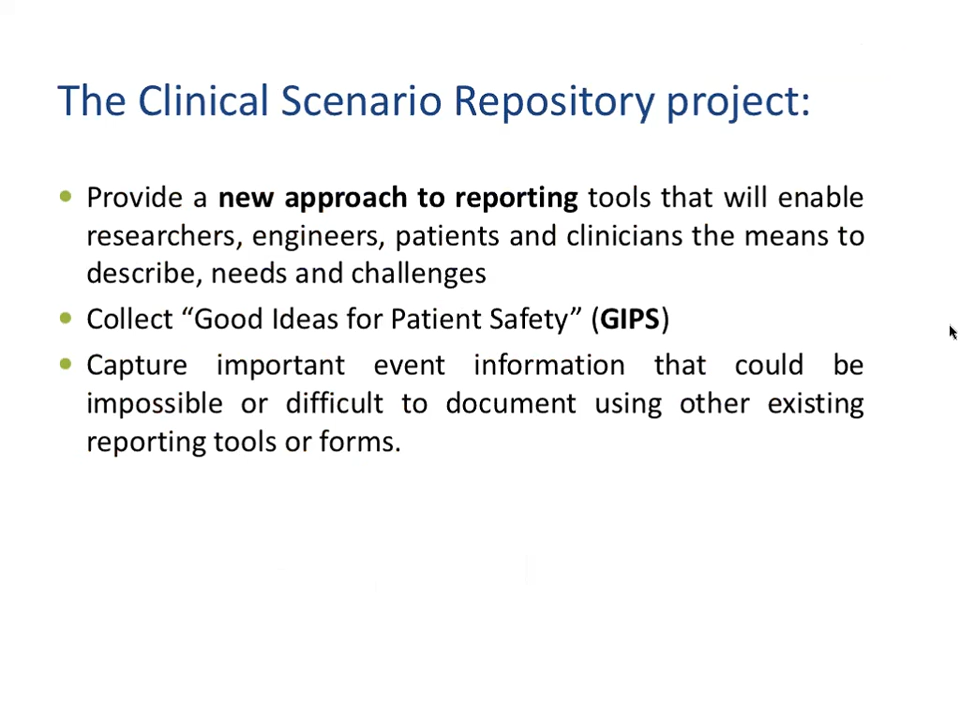 The Clinical Scenario Repository project:
• Provide a new approach to reporting tools that will enable
researchers, engineers, patients and clinicians the means to
describe, needs and challenges
• Collect “Good Ideas for Patient Safety” (GIPS)
• Capture important event information that could be
impossible or difficult to document using other existing
reporting tools or forms.